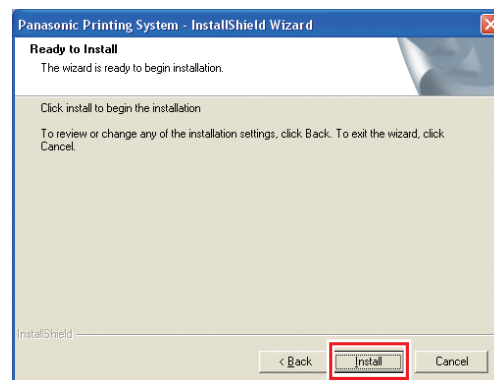 Panasonic Printing System - InstallShield Wizard
Ready to Install
The wizard is ready to begin installation.
Click install to begin the installation
To review or change any of the installation settings, click Back. To exit the wizard, click
Cancel.
InstallShield
< Back Install Cancel